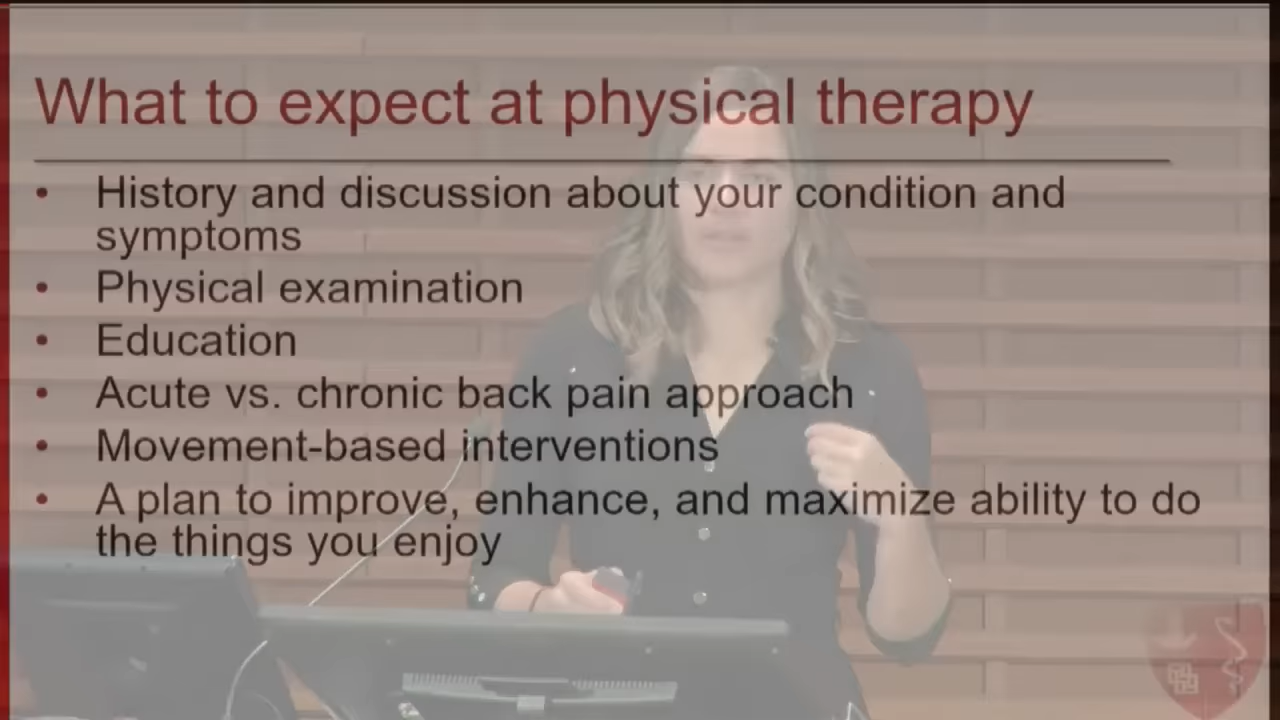 What to expect at physical therapy
• History and discussion about your condition and
symptoms
• Physical examination
• Education
• Acute vs. chronic back pain approach
• Movement-based interventions
• A plan to improve, enhance, and maximize ability to do
the things you enjoy